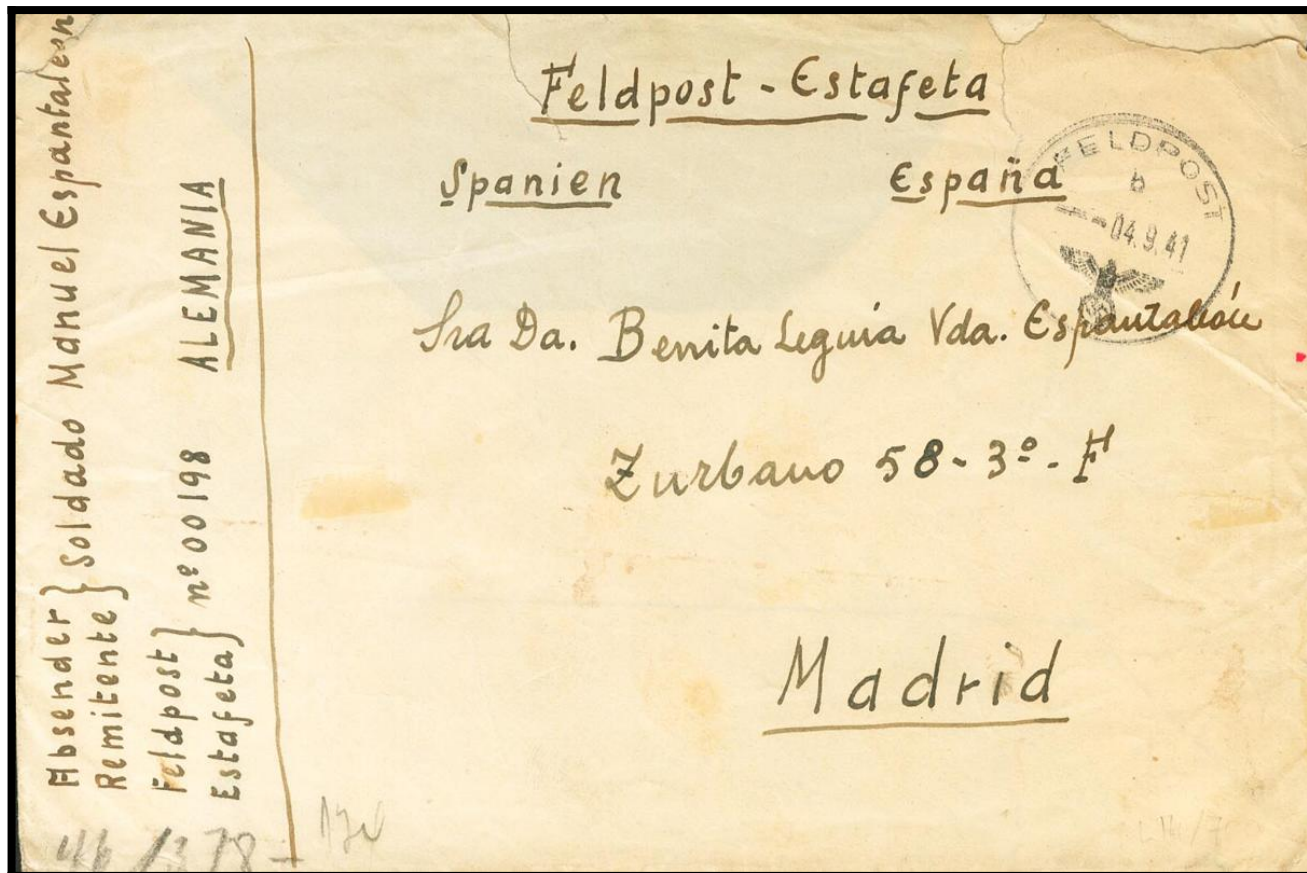 Feldpost - Estafeta
Spanien España
FELDPOST
b
-04.9.41
Sra Da. Benita Leguia Vda. Espantaleón
Zurbano 58 - 3º - F
Madrid
Absender } Soldado Manuel Espantaleon
Remitente
Feldpost } nº 00198 ALEMANIA
Estafeta